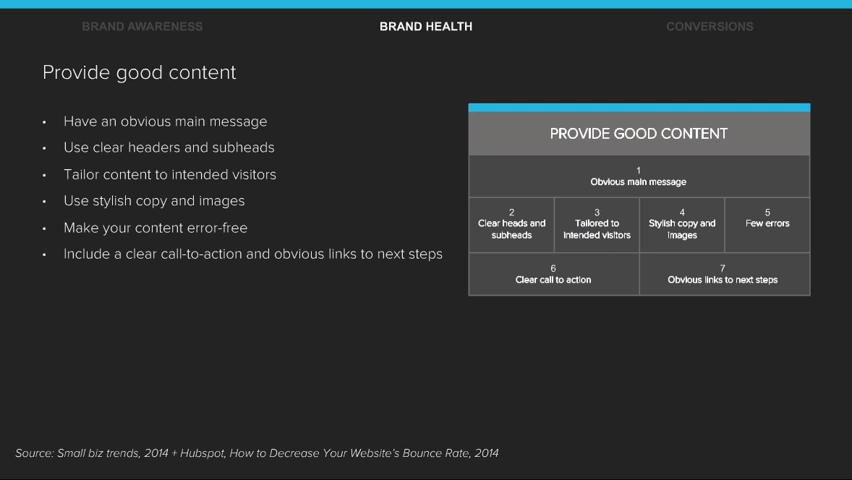 BRAND AWARENESS
BRAND HEALTH
CONVERSIONS
Provide good content
• Have an obvious main message
• Use clear headers and subheads
• Tailor content to intended visitors
• Use stylish copy and images
• Make your content error-free
• Include a clear call-to-action and obvious links to next steps
PROVIDE GOOD CONTENT
1
Obvious main message
2
Clear heads and
subheads
3
Tailored to
intended visitors
4
Stylish copy and
images
5
Few errors
6
Clear call to action
7
Obvious links to next steps
Source: Small biz trends, 2014 + Hubspot, How to Decrease Your Website's Bounce Rate, 2014